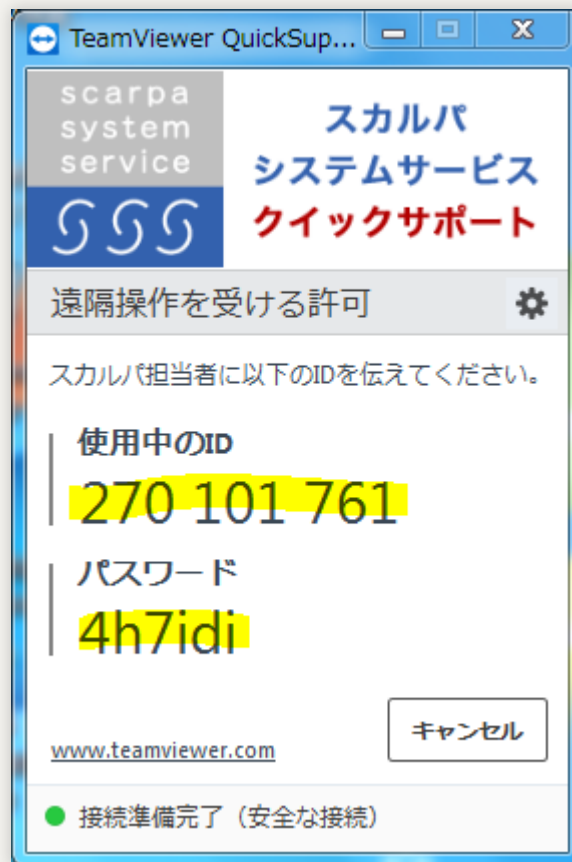 TeamViewer QuickSup...
scarpa
system
service
SSS
スカルパ
システムサービス
クイックサポート
遠隔操作を受ける許可
スカルパ担当者に以下のIDを伝えてください。
使用中のID
270 101 761
パスワード
4h7idi
キャンセル
www.teamviewer.com
接続準備完了（安全な接続）